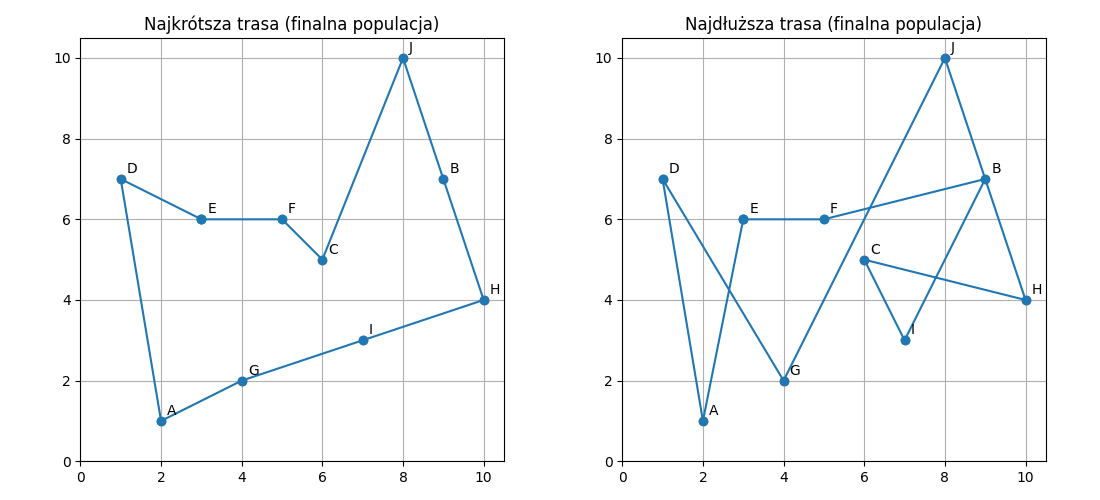 Najkrótsza trasa (finalna populacja)
10
8
6
4
2
0
0 2 4 6 8 10
J
D
B
E
F
C
H
I
G
A
Najdłuższa trasa (finalna populacja)
10
8
6
4
2
0
0 2 4 6 8 10
J
D
B
E
F
C
H
I
G
A